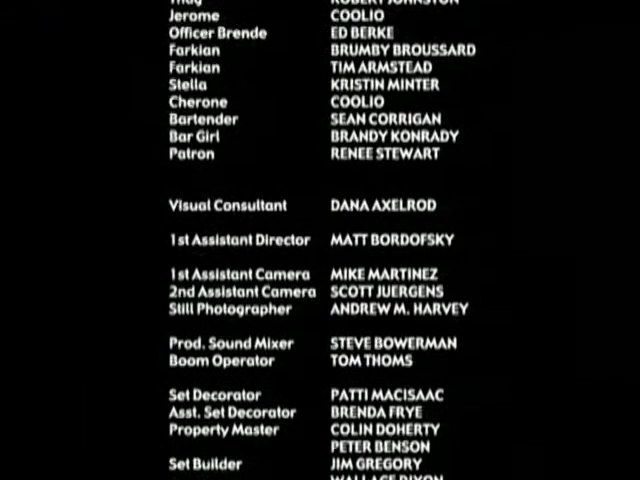 Thug ROBERT JOHNSTON
Jerome COOLIO
Officer Brende ED BERKE
Farkian BRUMBY BROUSSARD
Farkian TIM ARMSTEAD
Stella KRISTIN MINTER
Cherone COOLIO
Bartender SEAN CORRIGAN
Bar Girl BRANDY KONRADY
Patron RENEE STEWART
Visual Consultant DANA AXELROD
1st Assistant Director MATT BORDOFSKY
1st Assistant Camera MIKE MARTINEZ
2nd Assistant Camera SCOTT JUERGENS
Still Photographer ANDREW M. HARVEY
Prod. Sound Mixer STEVE BOWERMAN
Boom Operator TOM THOMS
Set Decorator PATTI MACISAAC
Asst. Set Decorator BRENDA FRYE
Property Master COLIN DOHERTY
PETER BENSON
Set Builder JIM GREGORY
WALLACE DIXON